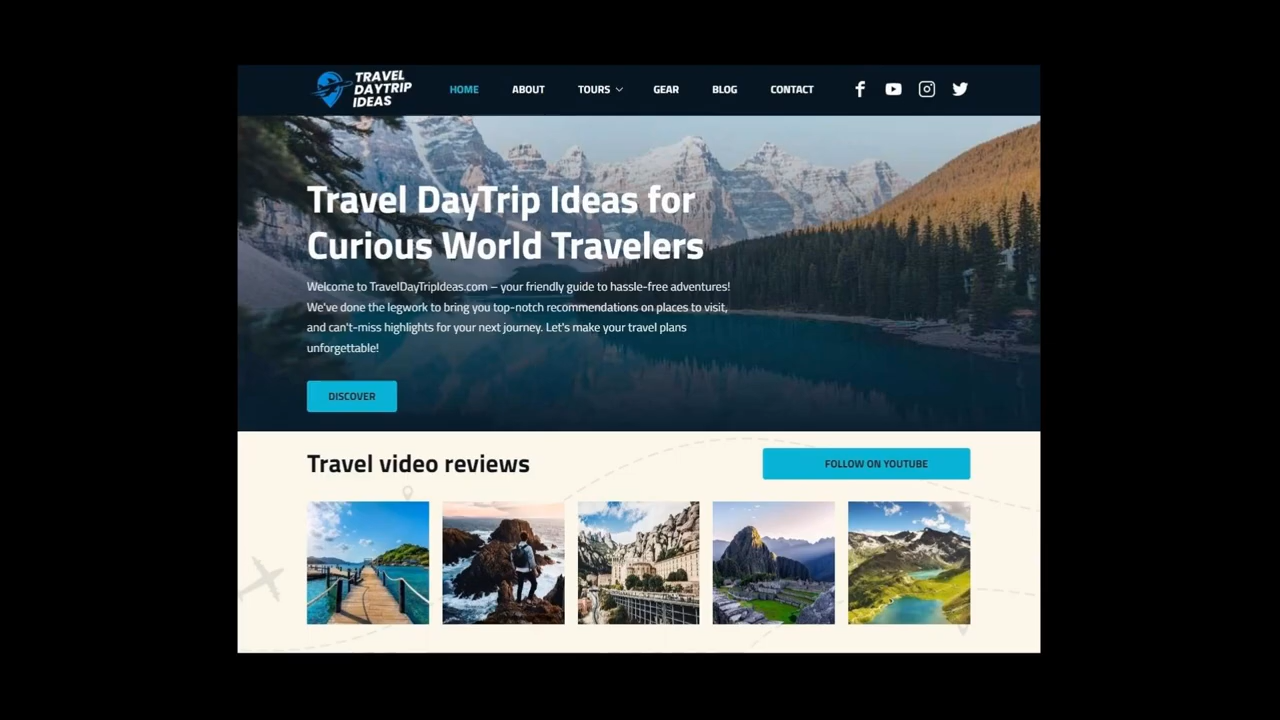 TRAVEL
DAYTRIP
IDEAS
HOME ABOUT TOURS GEAR BLOG CONTACT
Travel DayTrip Ideas for
Curious World Travelers
Welcome to TravelDayTripIdeas.com – your friendly guide to hassle-free adventures!
We've done the legwork to bring you top-notch recommendations on places to visit,
and can't-miss highlights for your next journey. Let's make your travel plans
unforgettable!
DISCOVER
Travel video reviews
FOLLOW ON YOUTUBE